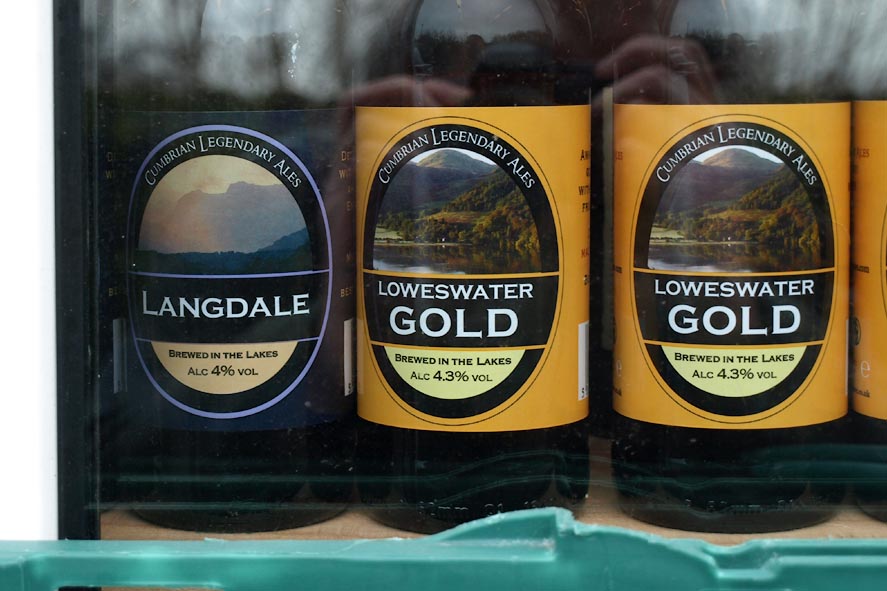 CUMBRIAN LEGENDARY ALES
LANGDALE
BREWED IN THE LAKES
ALC 4% VOL
CUMBRIAN LEGENDARY ALES
LOWESWATER
GOLD
BREWED IN THE LAKES
ALC 4.3% VOL
CUMBRIAN LEGENDARY ALES
LOWESWATER
GOLD
BREWED IN THE LAKES
ALC 4.3% VOL